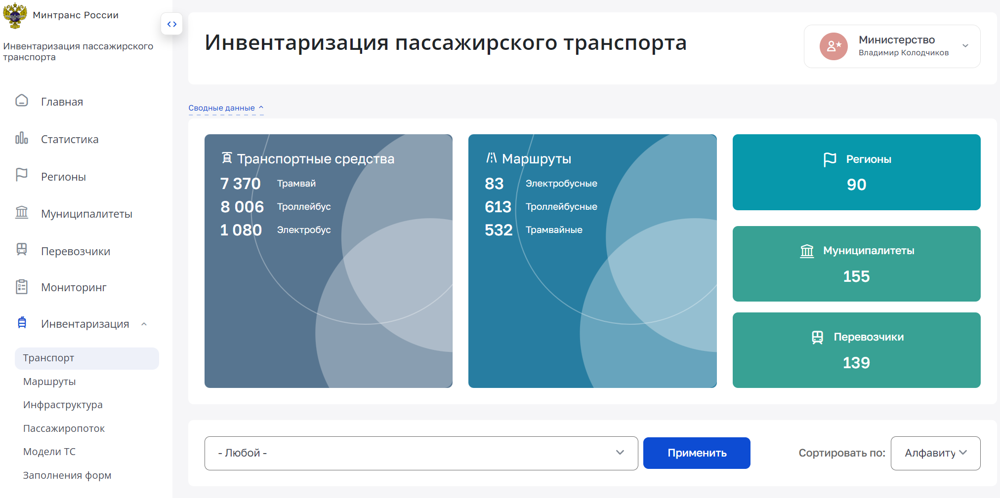 Минтранс России
Инвентаризация пассажирского
транспорта
Главная
Статистика
Регионы
Муниципалитеты
Перевозчики
Мониторинг
Инвентаризация
Транспорт
Маршруты
Инфраструктура
Пассажиропоток
Модели ТС
Заполнения форм
Инвентаризация пассажирского транспорта
Министерство
Владимир Колодчиков
Сводные данные
Транспортные средства
7 370 Трамвай
8 006 Троллейбус
1 080 Электробус
Маршруты
83 Электробусные
613 Троллейбусные
532 Трамвайные
Регионы
90
Муниципалитеты
155
Перевозчики
139
- Любой -
Применить
Сортировать по:
Алфавиту